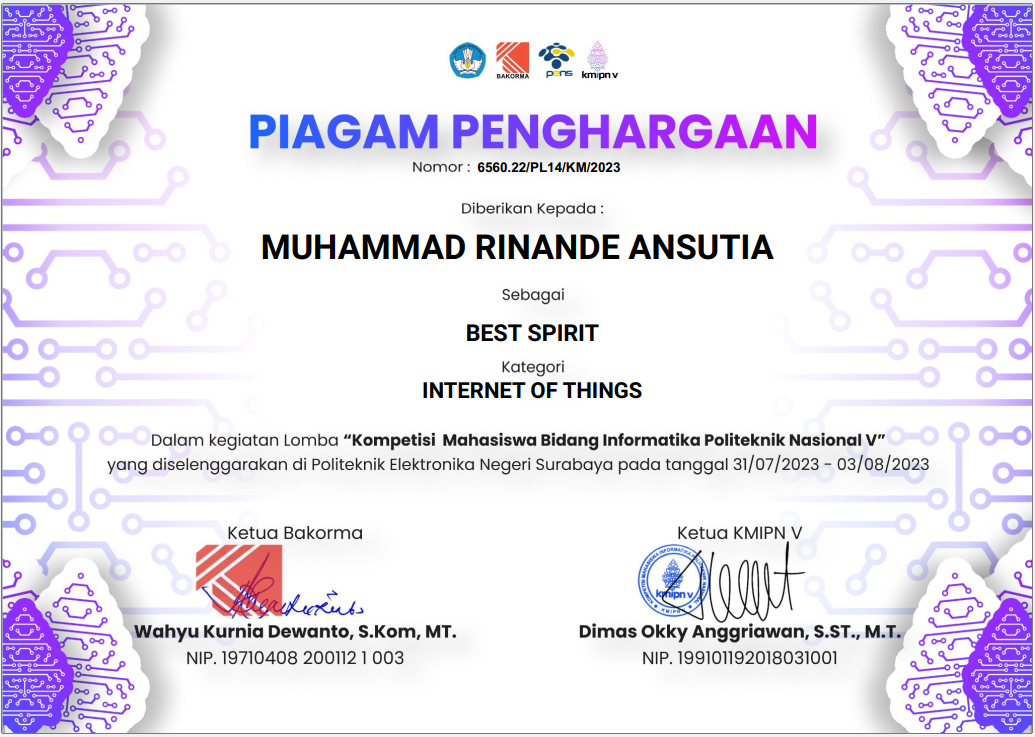 BAKORMA
pens
kmipn v
PIAGAM PENGHARGAAN
Nomor : 6560.22/PL14/KM/2023
Diberikan Kepada :
MUHAMMAD RINANDE ANSUTIA
Sebagai
BEST SPIRIT
Kategori
INTERNET OF THINGS
Dalam kegiatan Lomba “Kompetisi Mahasiswa Bidang Informatika Politeknik Nasional V”
yang diselenggarakan di Politeknik Elektronika Negeri Surabaya pada tanggal 31/07/2023 - 03/08/2023
Ketua Bakorma
Ketua KMIPN V
kmipn v
Wahyu Kurnia Dewanto, S.Kom, MT.
Dimas Okky Anggriawan, S.ST., M.T.
NIP. 19710408 200112 1 003
NIP. 199101192018031001